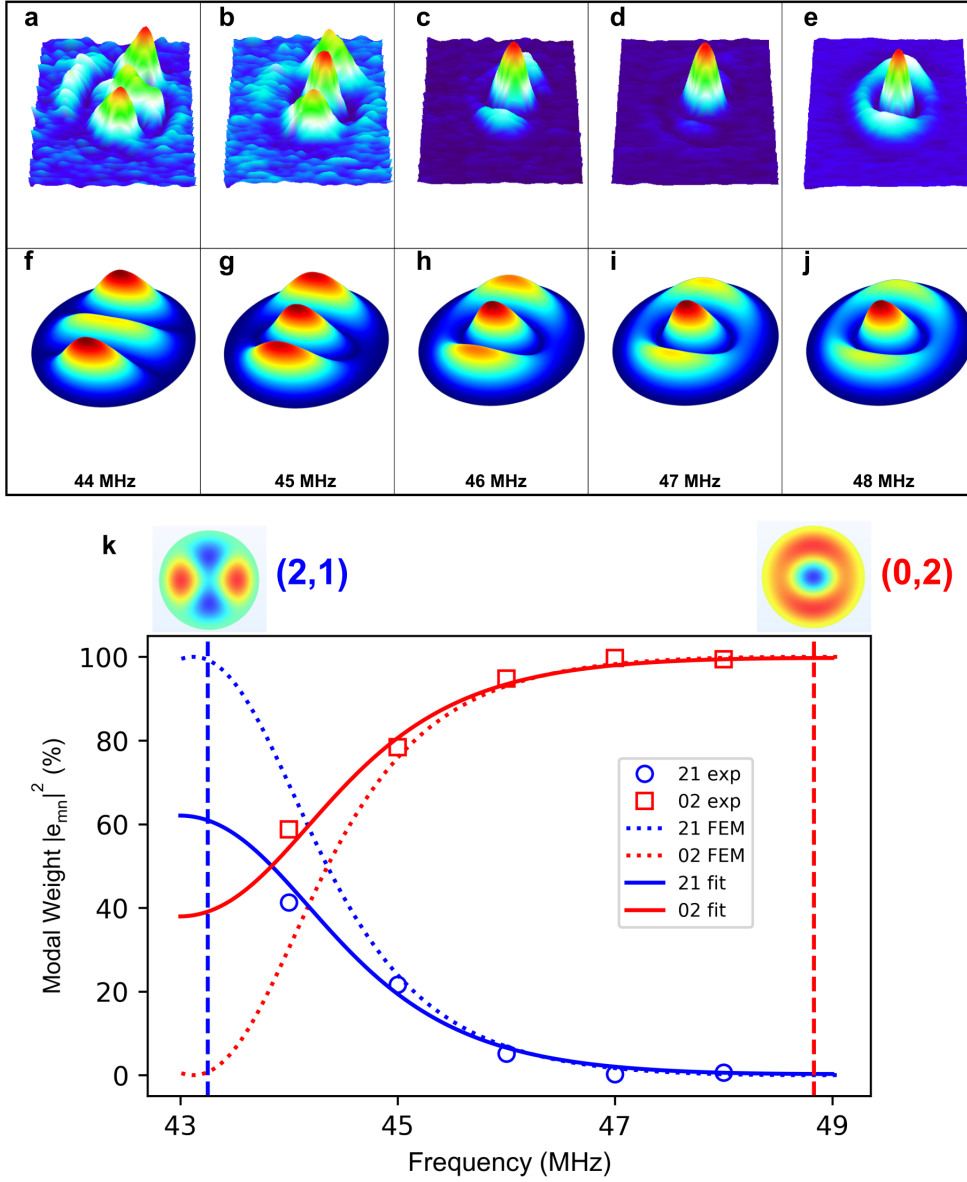 a b c d e
f g h i j
44 MHz 45 MHz 46 MHz 47 MHz 48 MHz
k
(2,1) (0,2)
100
80
60
40
20
0
Modal Weight |e_mn|^2 (%)
21 exp
02 exp
21 FEM
02 FEM
21 fit
02 fit
43 45 47 49
Frequency (MHz)